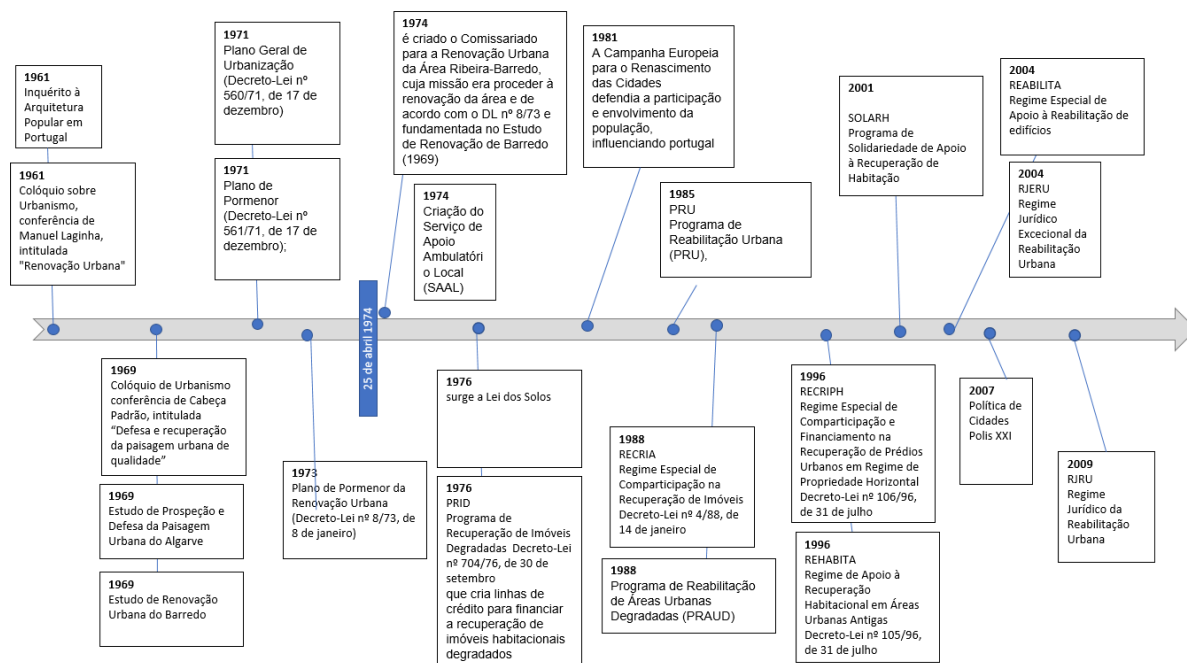 1961
Inquérito à
Arquitetura
Popular em
Portugal
1961
Colóquio sobre
Urbanismo,
conferência de
Manuel Laginha,
intitulada
"Renovação Urbana"
1971
Plano Geral de
Urbanização
(Decreto-Lei nº
560/71, de 17 de
dezembro)
1971
Plano de
Pormenor
(Decreto-Lei nº
561/71, de 17 de
dezembro);
1974
é criado o Comissariado
para a Renovação Urbana
da Área Ribeira-Barredo,
cuja missão era proceder à
renovação da área e de
acordo com o DL nº 8/73 e
fundamentada no Estudo
de Renovação de Barredo
(1969)
1974
Criação do
Serviço de
Apoio
Ambulatóri
o Local
(SAAL)
1981
A Campanha Europeia
para o Renascimento
das Cidades
defendia a participação
e envolvimento da
população,
influenciando portugal
1985
PRU
Programa de
Reabilitação Urbana
(PRU),
2001
SOLARH
Programa de
Solidariedade de Apoio
à Recuperação de
Habitação
2004
REABILITA
Regime Especial de
Apoio à Reabilitação de
edifícios
2004
RJERU
Regime
Jurídico
Excecional da
Reabilitação
Urbana
25 de abril 1974
1969
Colóquio de Urbanismo
conferência de Cabeça
Padrão, intitulada
“Defesa e recuperação
da paisagem urbana de
qualidade”
1969
Estudo de Prospeção e
Defesa da Paisagem
Urbana do Algarve
1969
Estudo de Renovação
Urbana do Barredo
1973
Plano de Pormenor da
Renovação Urbana
(Decreto-Lei nº 8/73, de
8 de janeiro)
1976
surge a Lei dos Solos
1976
PRID
Programa de
Recuperação de Imóveis
Degradadas Decreto-Lei
nº 704/76, de 30 de
setembro
que cria linhas de
crédito para financiar
a recuperação de
imóveis habitacionais
degradados
1988
RECRIA
Regime Especial de
Comparticipação na
Recuperação de Imóveis
Decreto-Lei nº 4/88, de
14 de janeiro
1988
Programa de Reabilitação
de Áreas Urbanas
Degradadas (PRAUD)
1996
RECRIPH
Regime Especial de
Comparticipação e
Financiamento na
Recuperação de Prédios
Urbanos em Regime de
Propriedade Horizontal
Decreto-Lei nº 106/96,
de 31 de julho
1996
REHABITA
Regime de Apoio à
Recuperação
Habitacional em Áreas
Urbanas Antigas
Decreto-Lei nº 105/96,
de 31 de julho
2007
Política de
Cidades
Polis XXI
2009
RJRU
Regime
Jurídico da
Reabilitação
Urbana